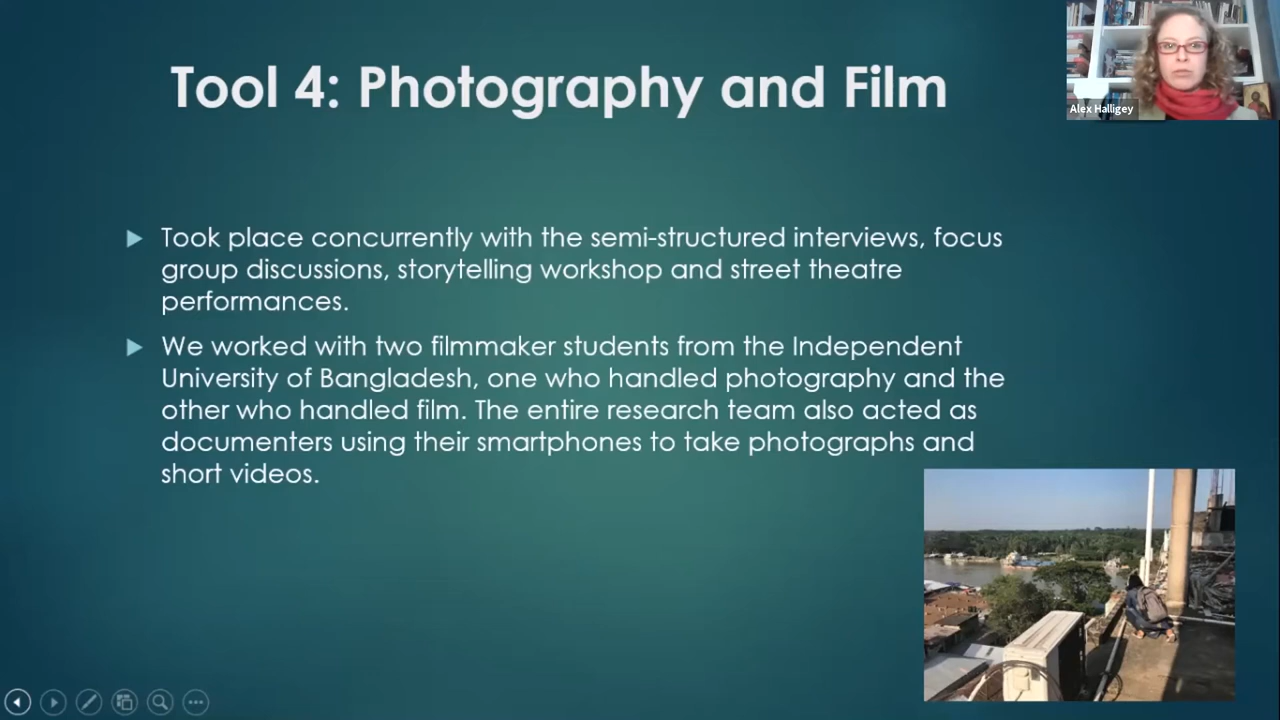 Tool 4: Photography and Film
Alex Halligey
Took place concurrently with the semi-structured interviews, focus
group discussions, storytelling workshop and street theatre
performances.
We worked with two filmmaker students from the Independent
University of Bangladesh, one who handled photography and the
other who handled film. The entire research team also acted as
documenters using their smartphones to take photographs and
short videos.